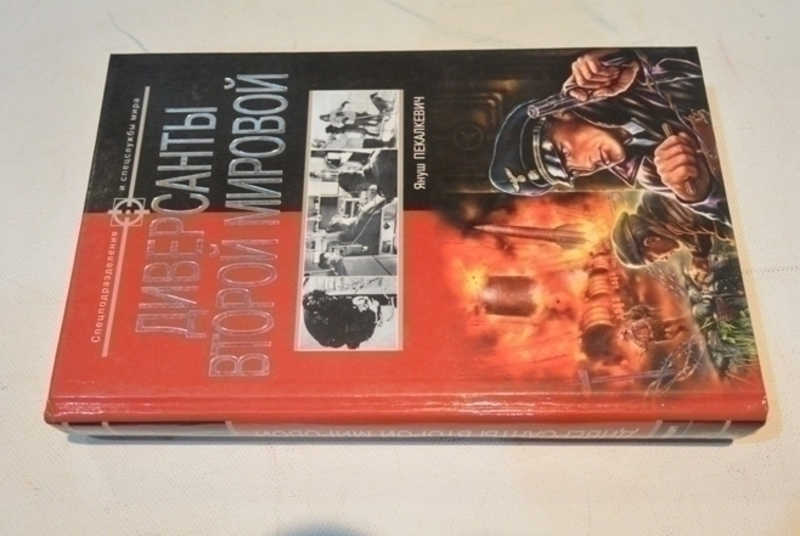 Спецподразделения и спецслужбы мира
ДИВЕРСАНТЫ
ВТОРОЙ МИРОВОЙ
Януш ПЕКАЛКЕВИЧ
ДИВЕРСАНТЫ ВТОРОЙ МИРОВОЙ